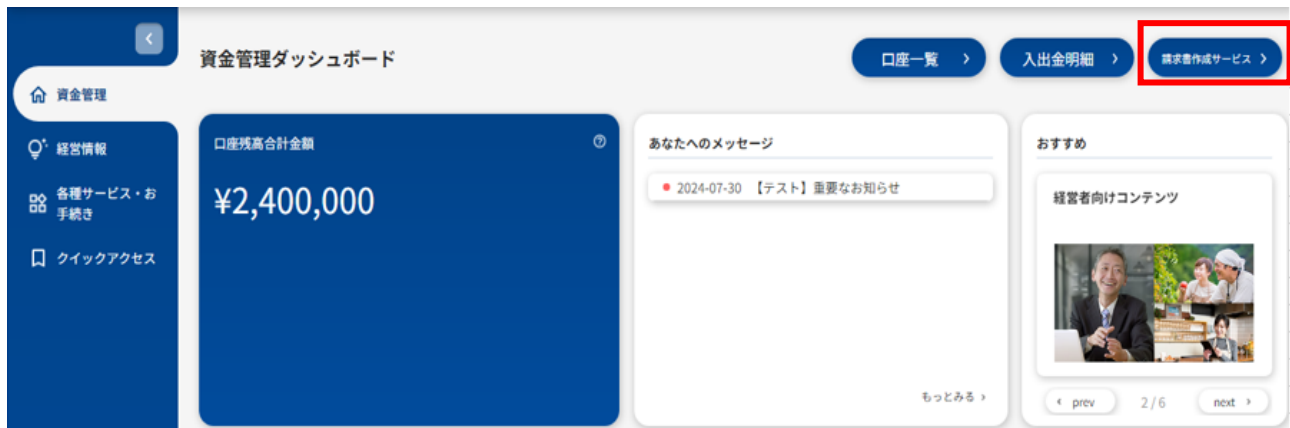 資金管理ダッシュボード
口座一覧
入出金明細
請求書作成サービス
資金管理
経営情報
各種サービス・お
手続き
クイックアクセス
口座残高合計金額
¥2,400,000
あなたへのメッセージ
2024-07-30 【テスト】重要なお知らせ
もっとみる
おすすめ
経営者向けコンテンツ
prev
2/6
next